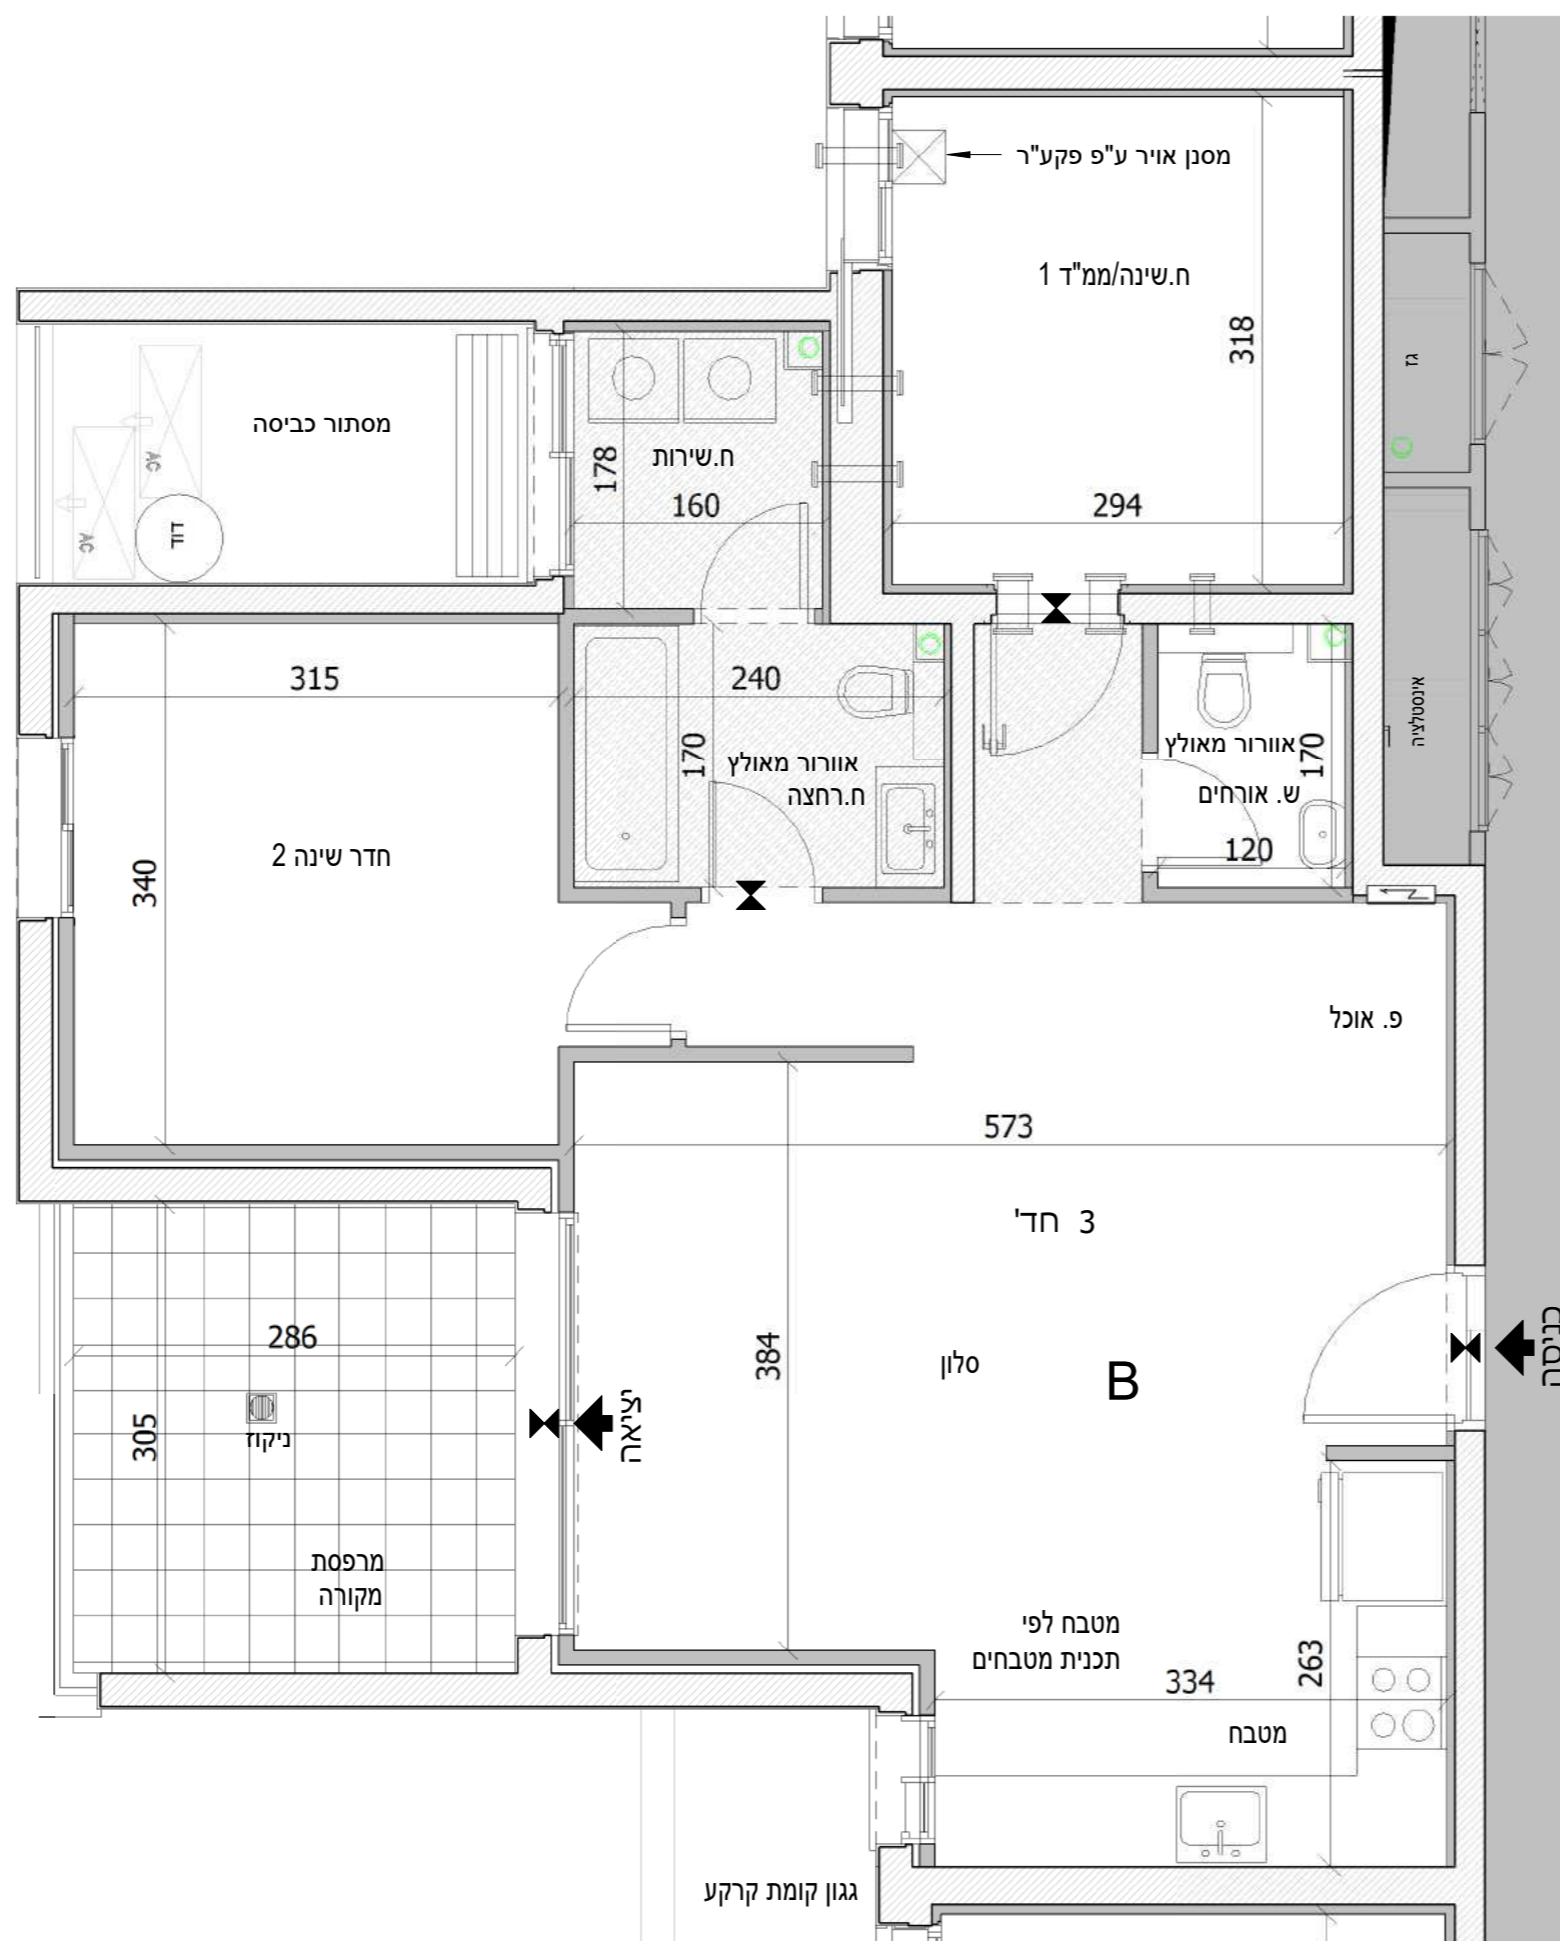 מסנן אויר ע"פ פקע"ר
ח.שינה/ממ"ד 1
318
294
גז
מסתור כביסה
AC
AC
דוד
ח.שירות
178
160
315
240
170
אוורור מאולץ
ח.רחצה
אוורור מאולץ
170
ש. אורחים
120
אינסטלציה
חדר שינה 2
340
פ. אוכל
573
3 חד'
384
סלון
B
כניסה
יציאה
286
305
ניקוז
מרפסת
מקורה
מטבח לפי
תכנית מטבחים
334
263
מטבח
גגון קומת קרקע